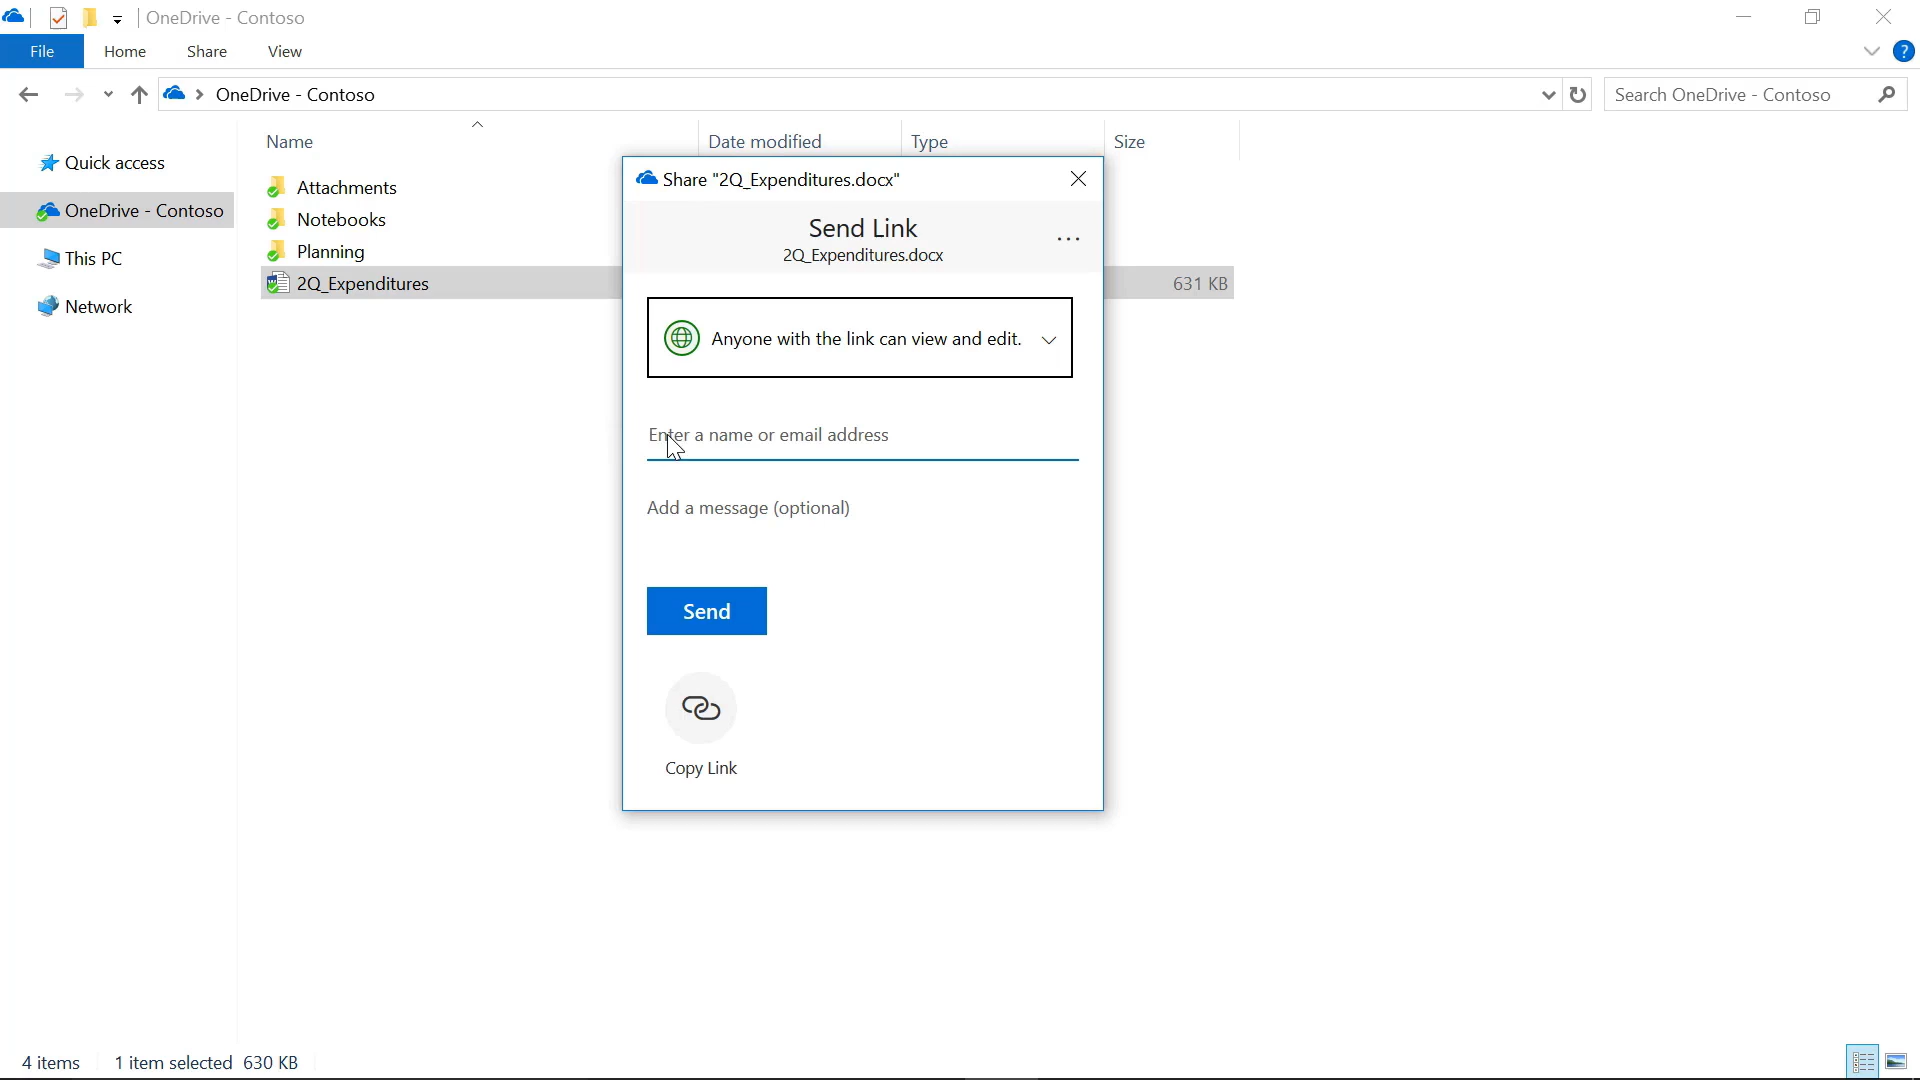 OneDrive - Contoso
File Home Share View ?
OneDrive - Contoso
Search OneDrive - Contoso
Name Date modified Type Size
Quick access
OneDrive - Contoso
This PC
Network
Attachments
Notebooks
Planning
2Q_Expenditures 631 KB
Share "2Q_Expenditures.docx"
Send Link
2Q_Expenditures.docx
Anyone with the link can view and edit.
Enter a name or email address
Add a message (optional)
Send
Copy Link
4 items 1 item selected 630 KB